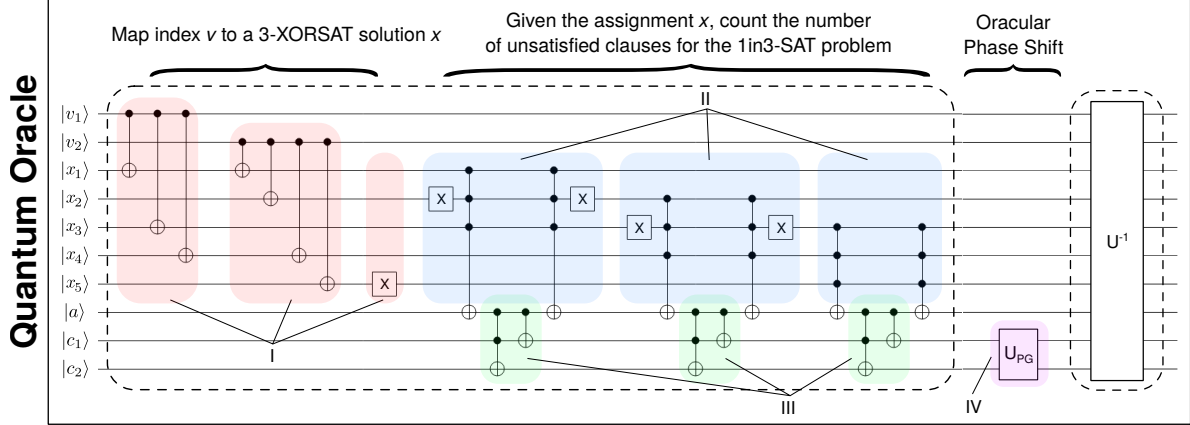 Quantum Oracle
Map index v to a 3-XORSAT solution x
Given the assignment x, count the number
of unsatisfied clauses for the 1in3-SAT problem
Oracular
Phase Shift
|v₁⟩
|v₂⟩
|x₁⟩
|x₂⟩
|x₃⟩
|x₄⟩
|x₅⟩
|a⟩
|c₁⟩
|c₂⟩
II
X
X
X
X
X
U⁻¹
U_PG
I
III
IV